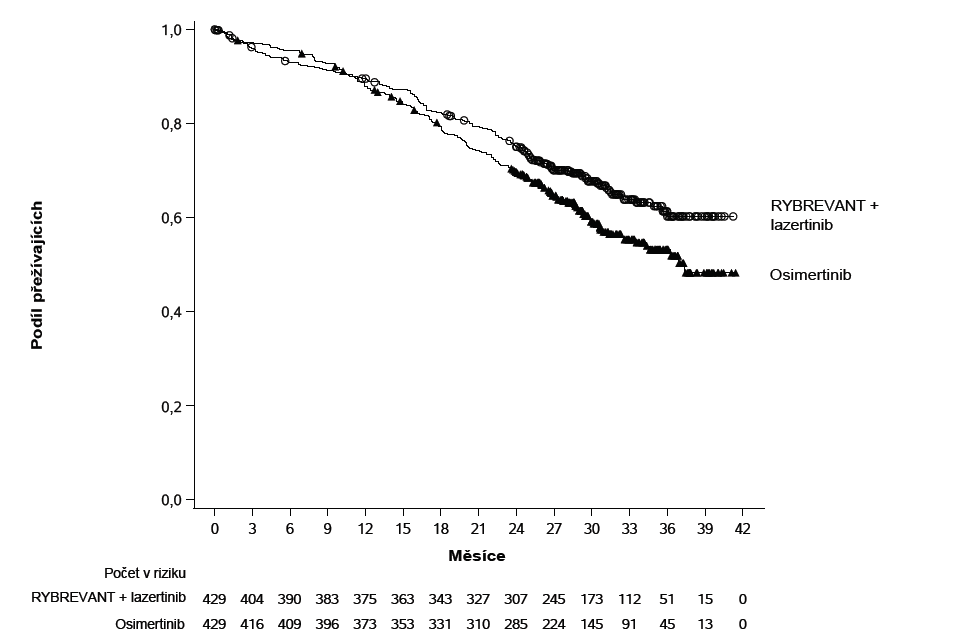 Podíl přežívajících
1,0
0,8
0,6
0,4
0,2
0,0
RYBREVANT +
lazertinib
Osimertinib
0 3 6 9 12 15 18 21 24 27 30 33 36 39 42
Měsíce
Počet v riziku
RYBREVANT + lazertinib 429 404 390 383 375 363 343 327 307 245 173 112 51 15 0
Osimertinib 429 416 409 396 373 353 331 310 285 224 145 91 45 13 0